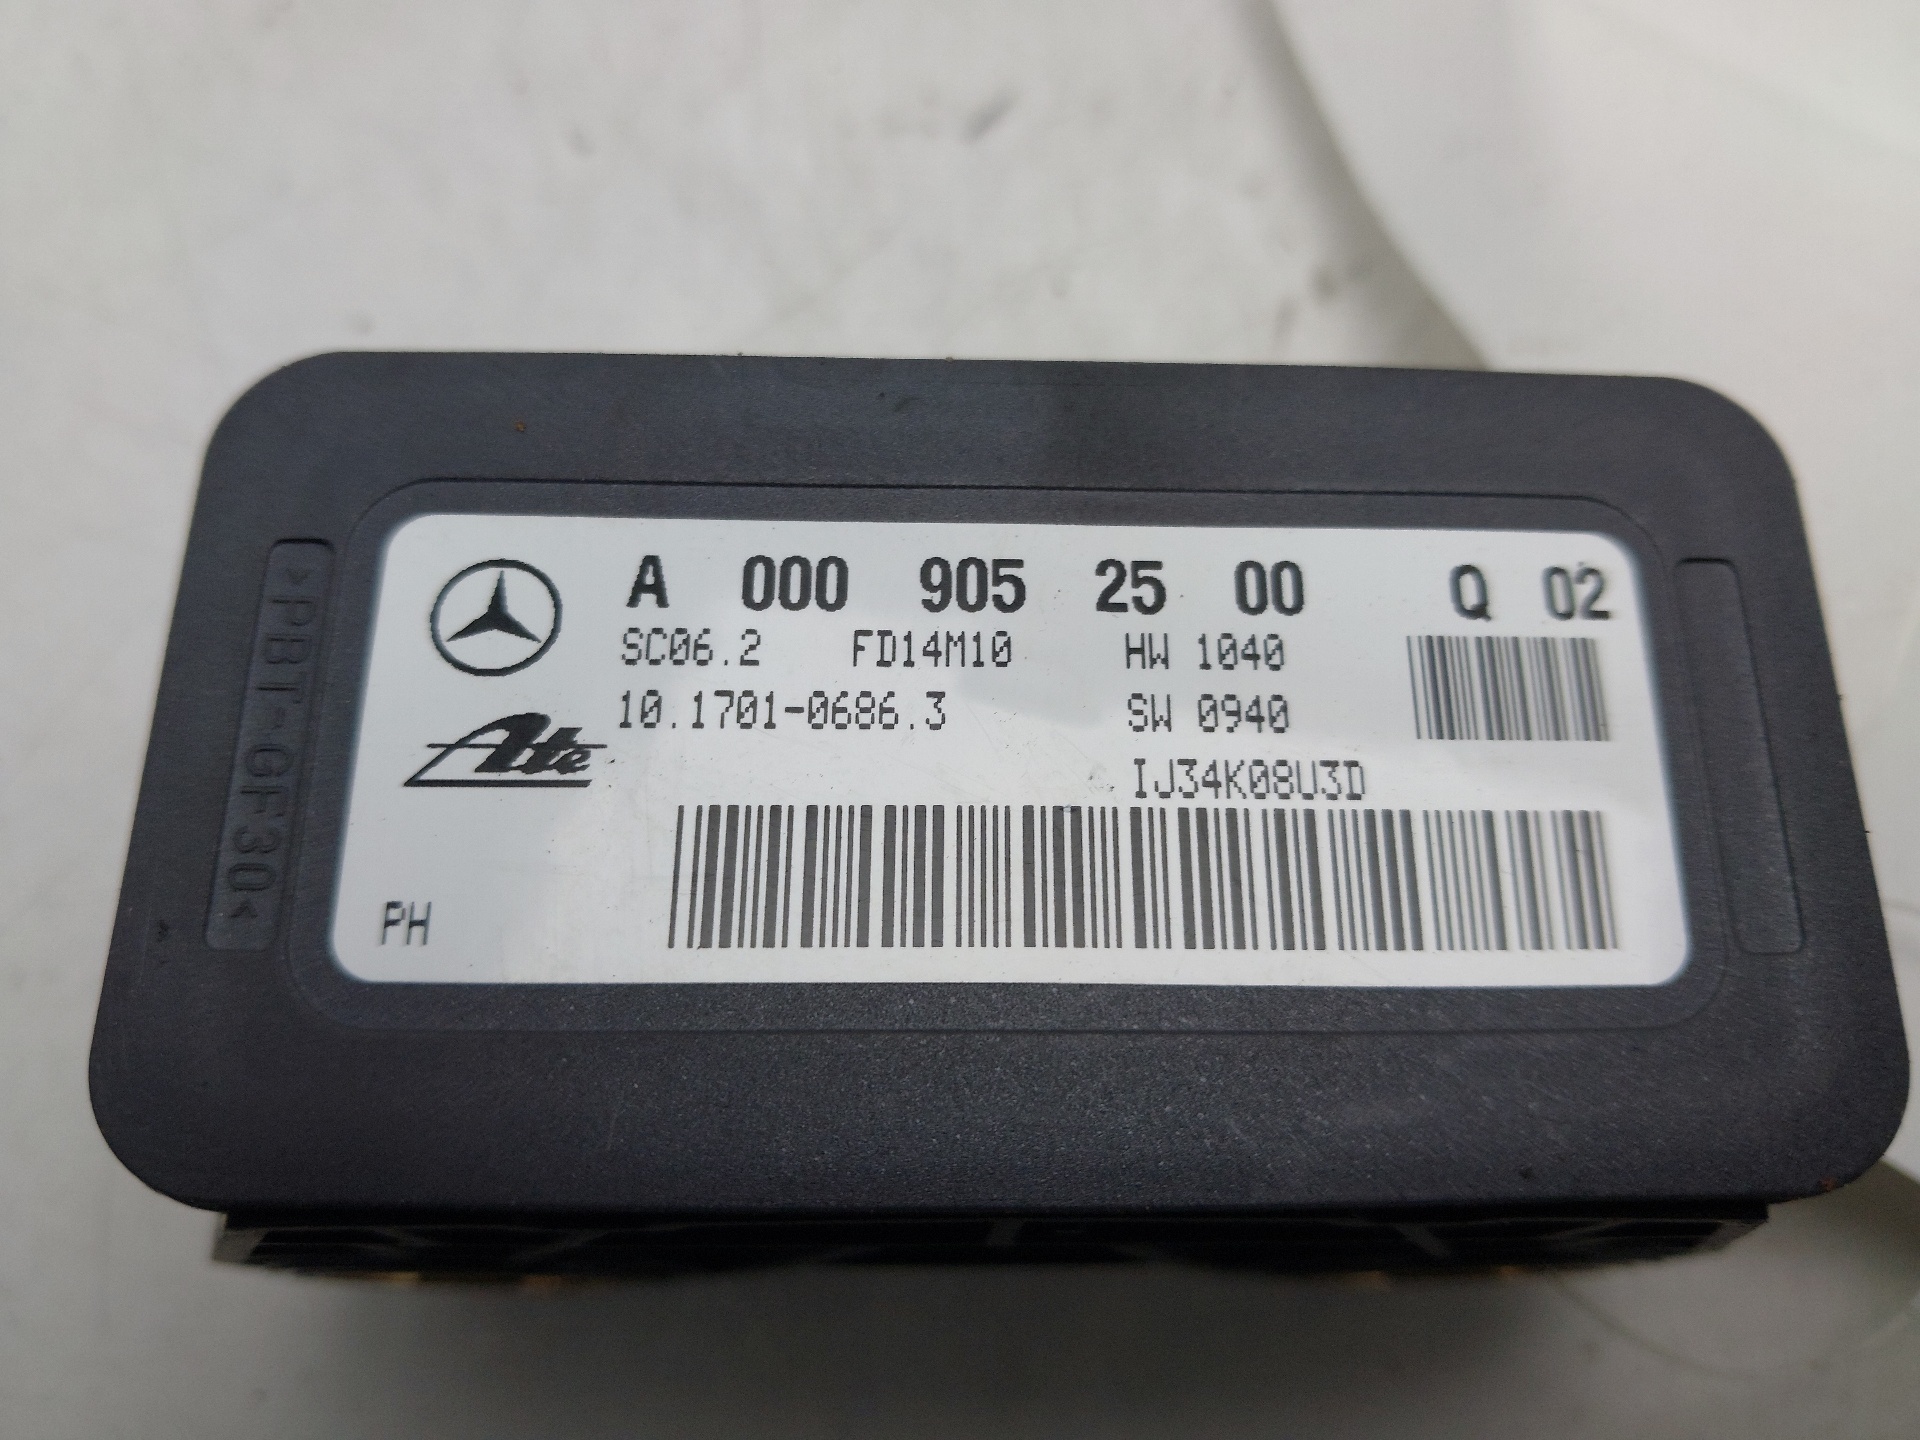 A 000 905 25 00 Q 02
SC06.2 FD14M10 HW 1040
10.1701-0686.3 SW 0940
Ate
IJ34K08U3D
PH
>PBT-GF30<